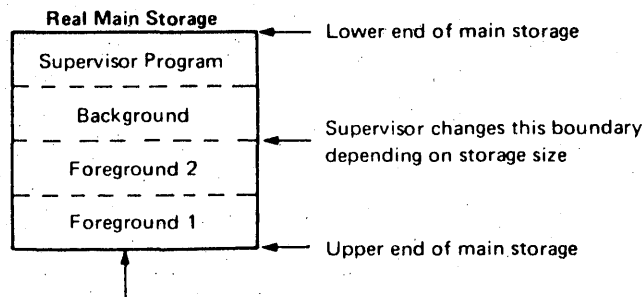 Real Main Storage
Lower end of main storage
Supervisor Program
Background
Supervisor changes this boundary
depending on storage size
Foreground 2
Foreground 1
Upper end of main storage